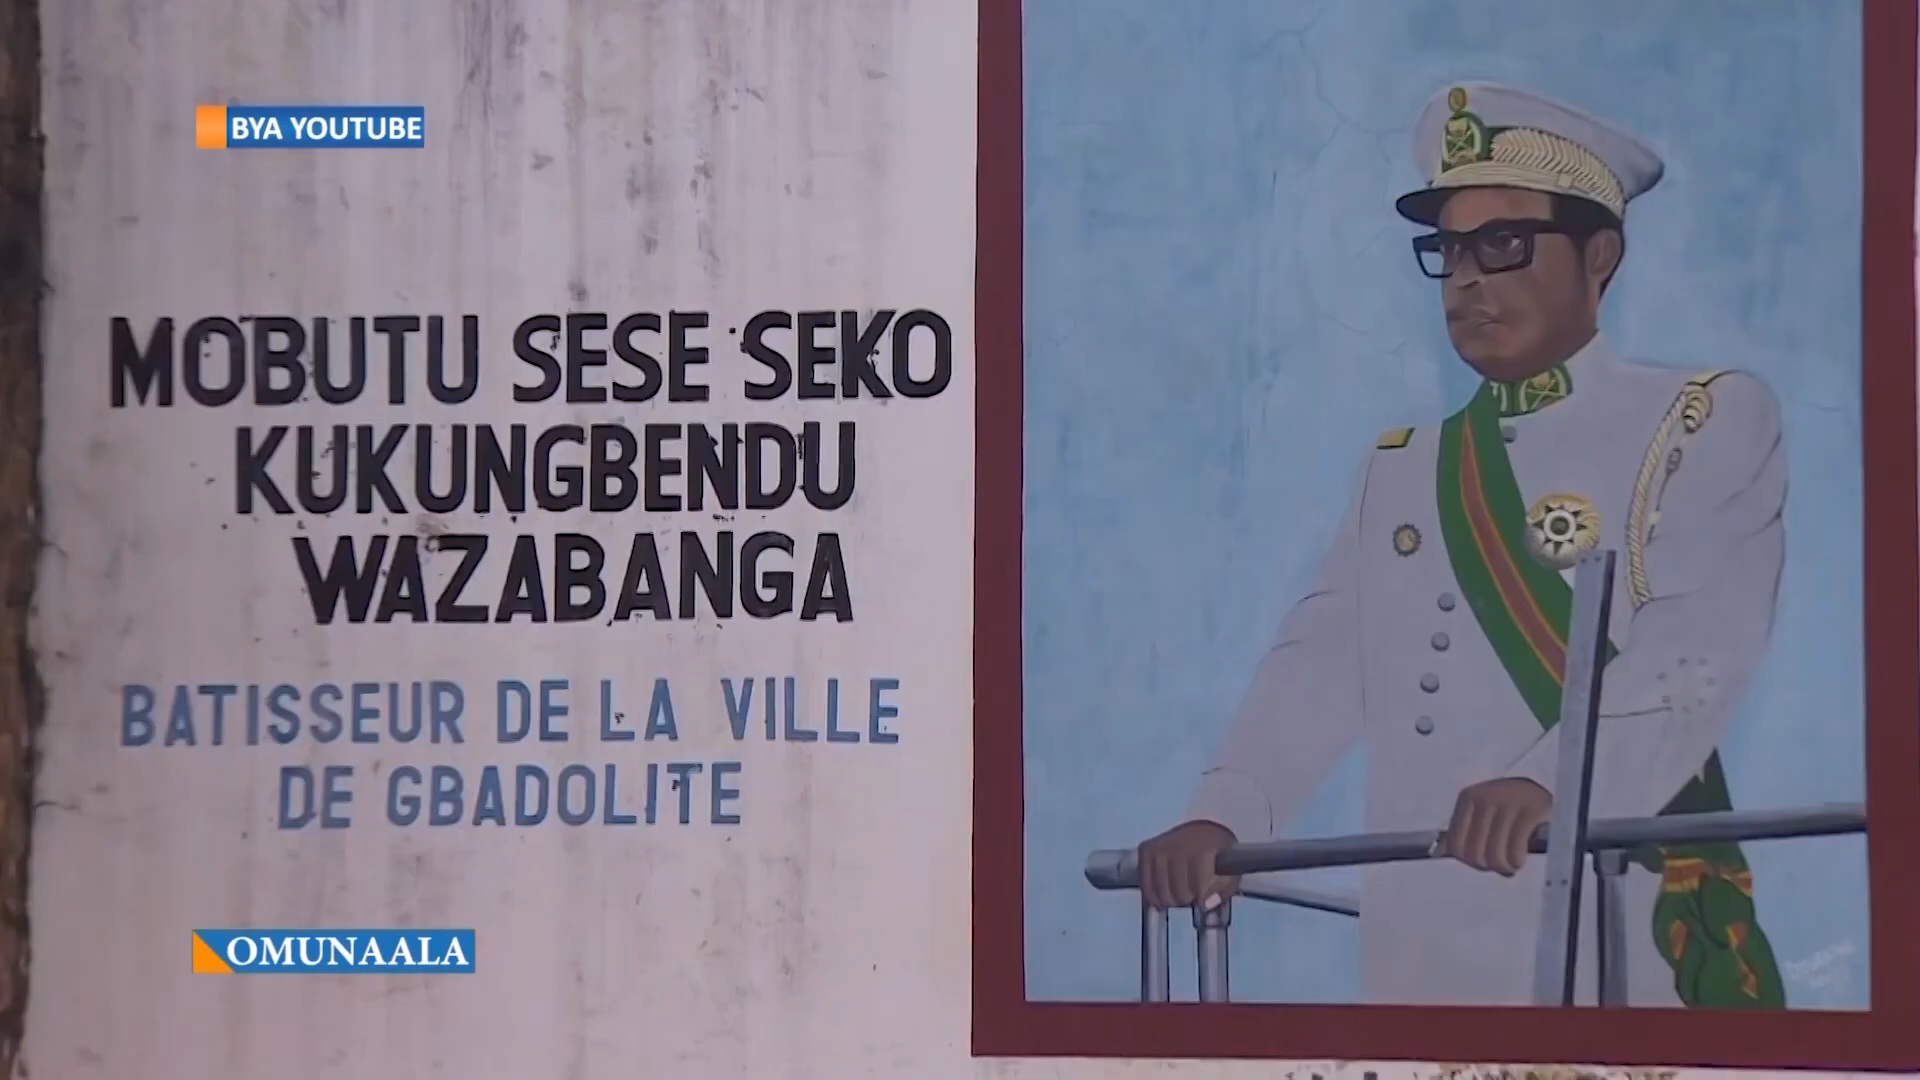 BYA YOUTUBE
MOBUTU SESE SEKO
KUKUNGBENDU
WAZABANGA
BATISSEUR DE LA VILLE
DE GBADOLITE
OMUNAALA